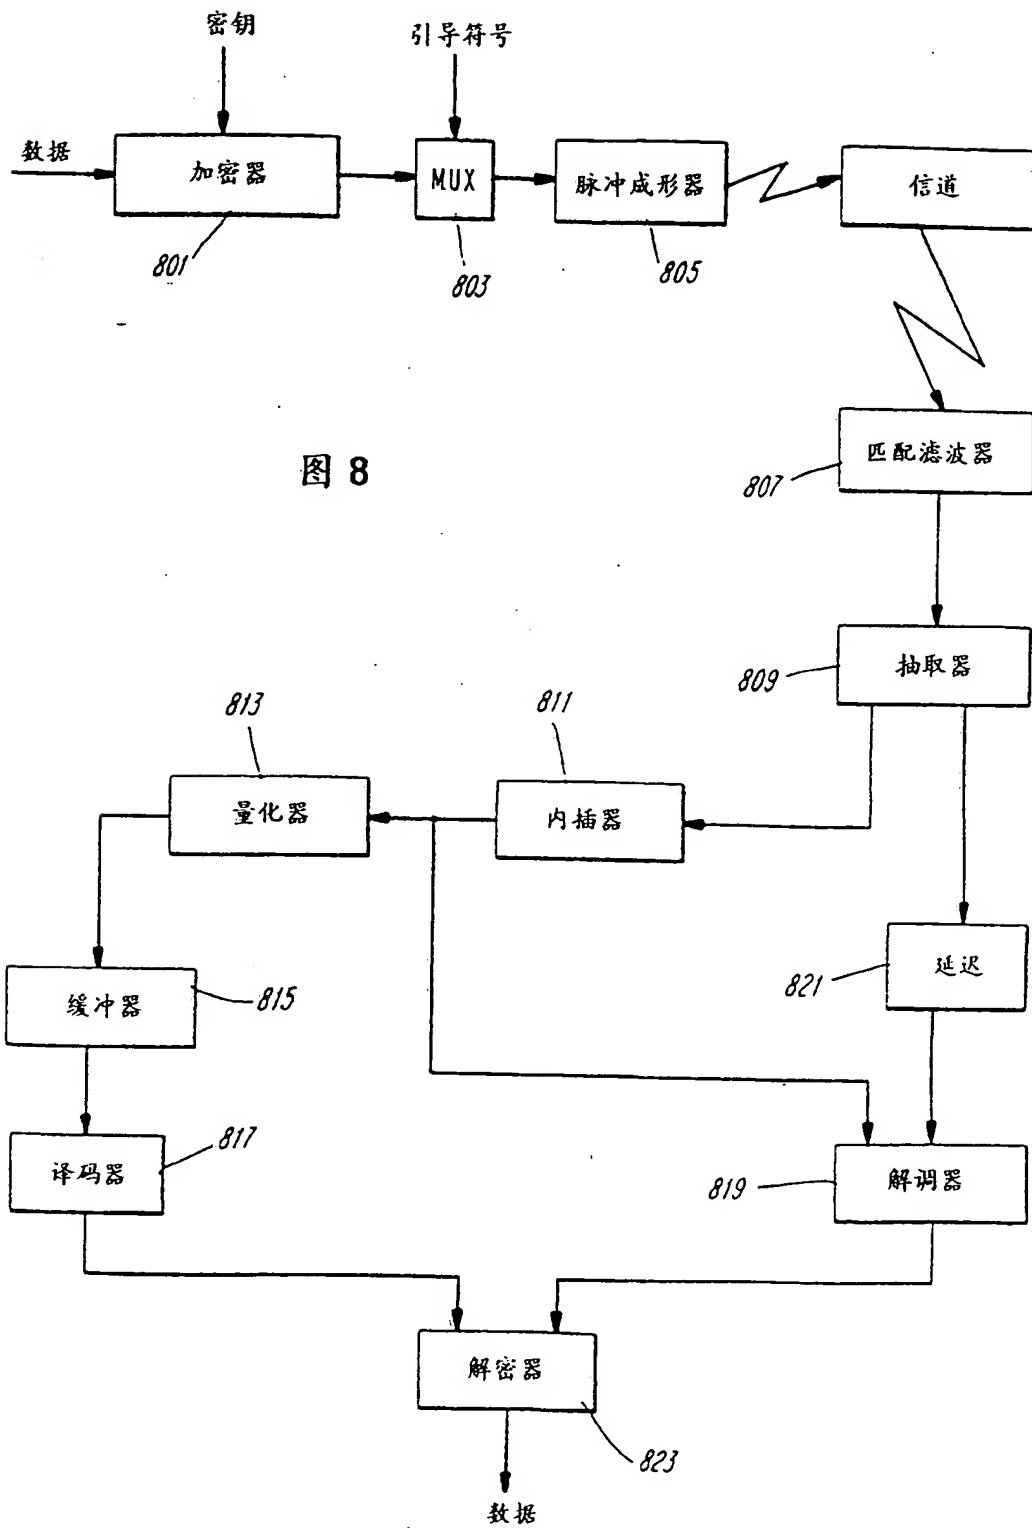 密钥
引导符号
数据
加密器
MUX
脉冲成形器
信道
801
803
805
匹配滤波器
807
图 8
抽取器
809
813
811
量化器
内插器
延迟
821
缓冲器
815
译码器
817
解调器
819
解密器
823
数据